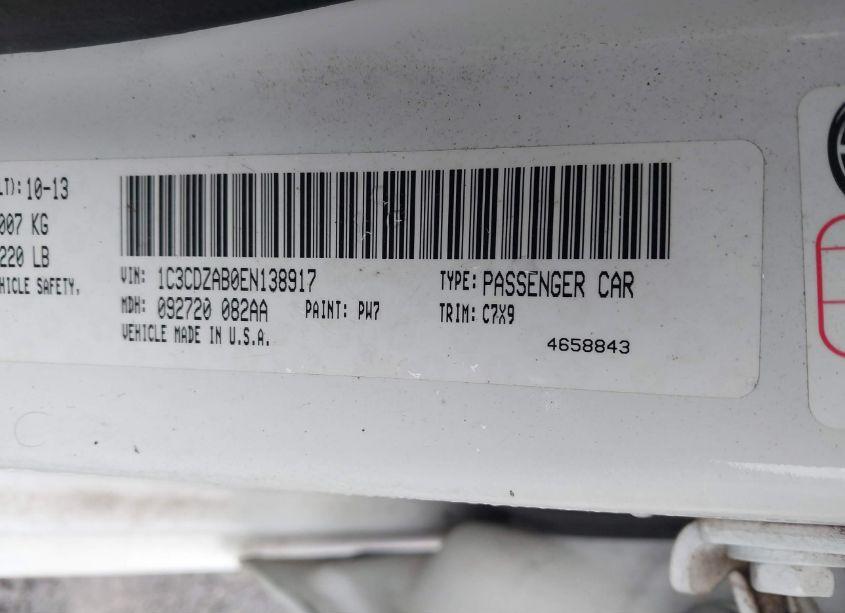 LT): 10-13
007 KG
220 LB
HICLE SAFETY.
VIN: 1C3CDZAB0EN138917 TYPE: PASSENGER CAR
MDH: 092720 082AA PAINT: PW7 TRIM: C7X9
VEHICLE MADE IN U.S.A.
4658843